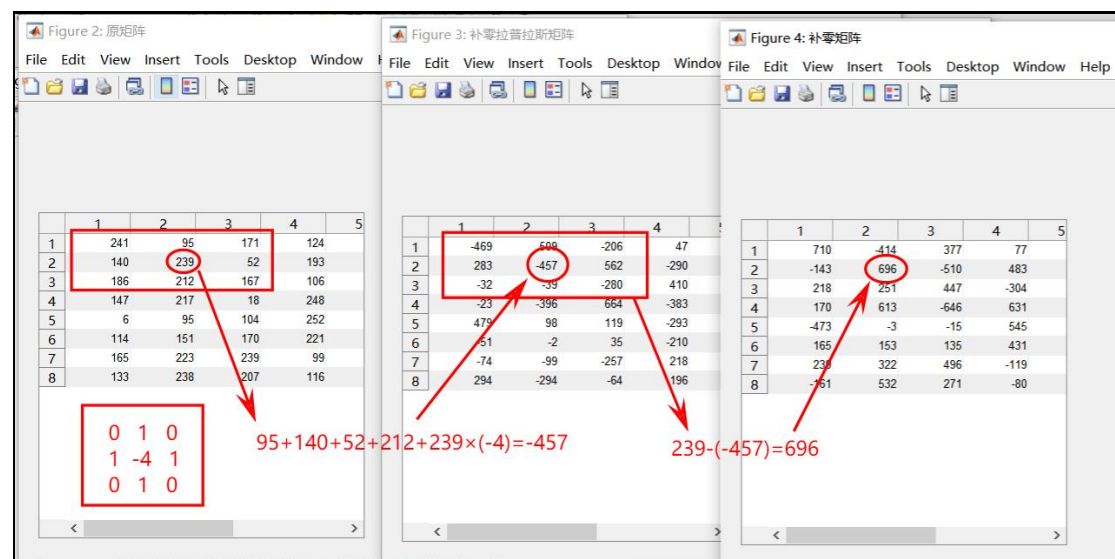 Figure 2: 原矩阵
File Edit View Insert Tools Desktop Window
1 2 3 4 5
1 241 95 171 124
2 140 239 52 193
3 186 212 167 106
4 147 217 18 248
5 6 95 104 252
6 114 151 170 221
7 165 223 239 99
8 133 238 207 116
0 1 0
1 -4 1
0 1 0
95+140+52+212+239×(-4)=-457
Figure 3: 补零拉普拉斯矩阵
File Edit View Insert Tools Desktop Window
1 2 3 4
1 -469 509 -206 47
2 283 -457 562 -290
3 -32 -39 -280 410
4 -23 -396 664 -383
5 479 98 119 -293
6 -51 -2 35 -210
7 -74 -99 -257 218
8 294 -294 -64 196
239-(-457)=696
Figure 4: 补零矩阵
File Edit View Insert Tools Desktop Window Help
1 2 3 4 5
1 710 -414 377 77
2 -143 696 -510 483
3 218 251 447 -304
4 170 613 -646 631
5 -473 -3 -15 545
6 165 153 135 431
7 239 322 496 -119
8 -161 532 271 -80